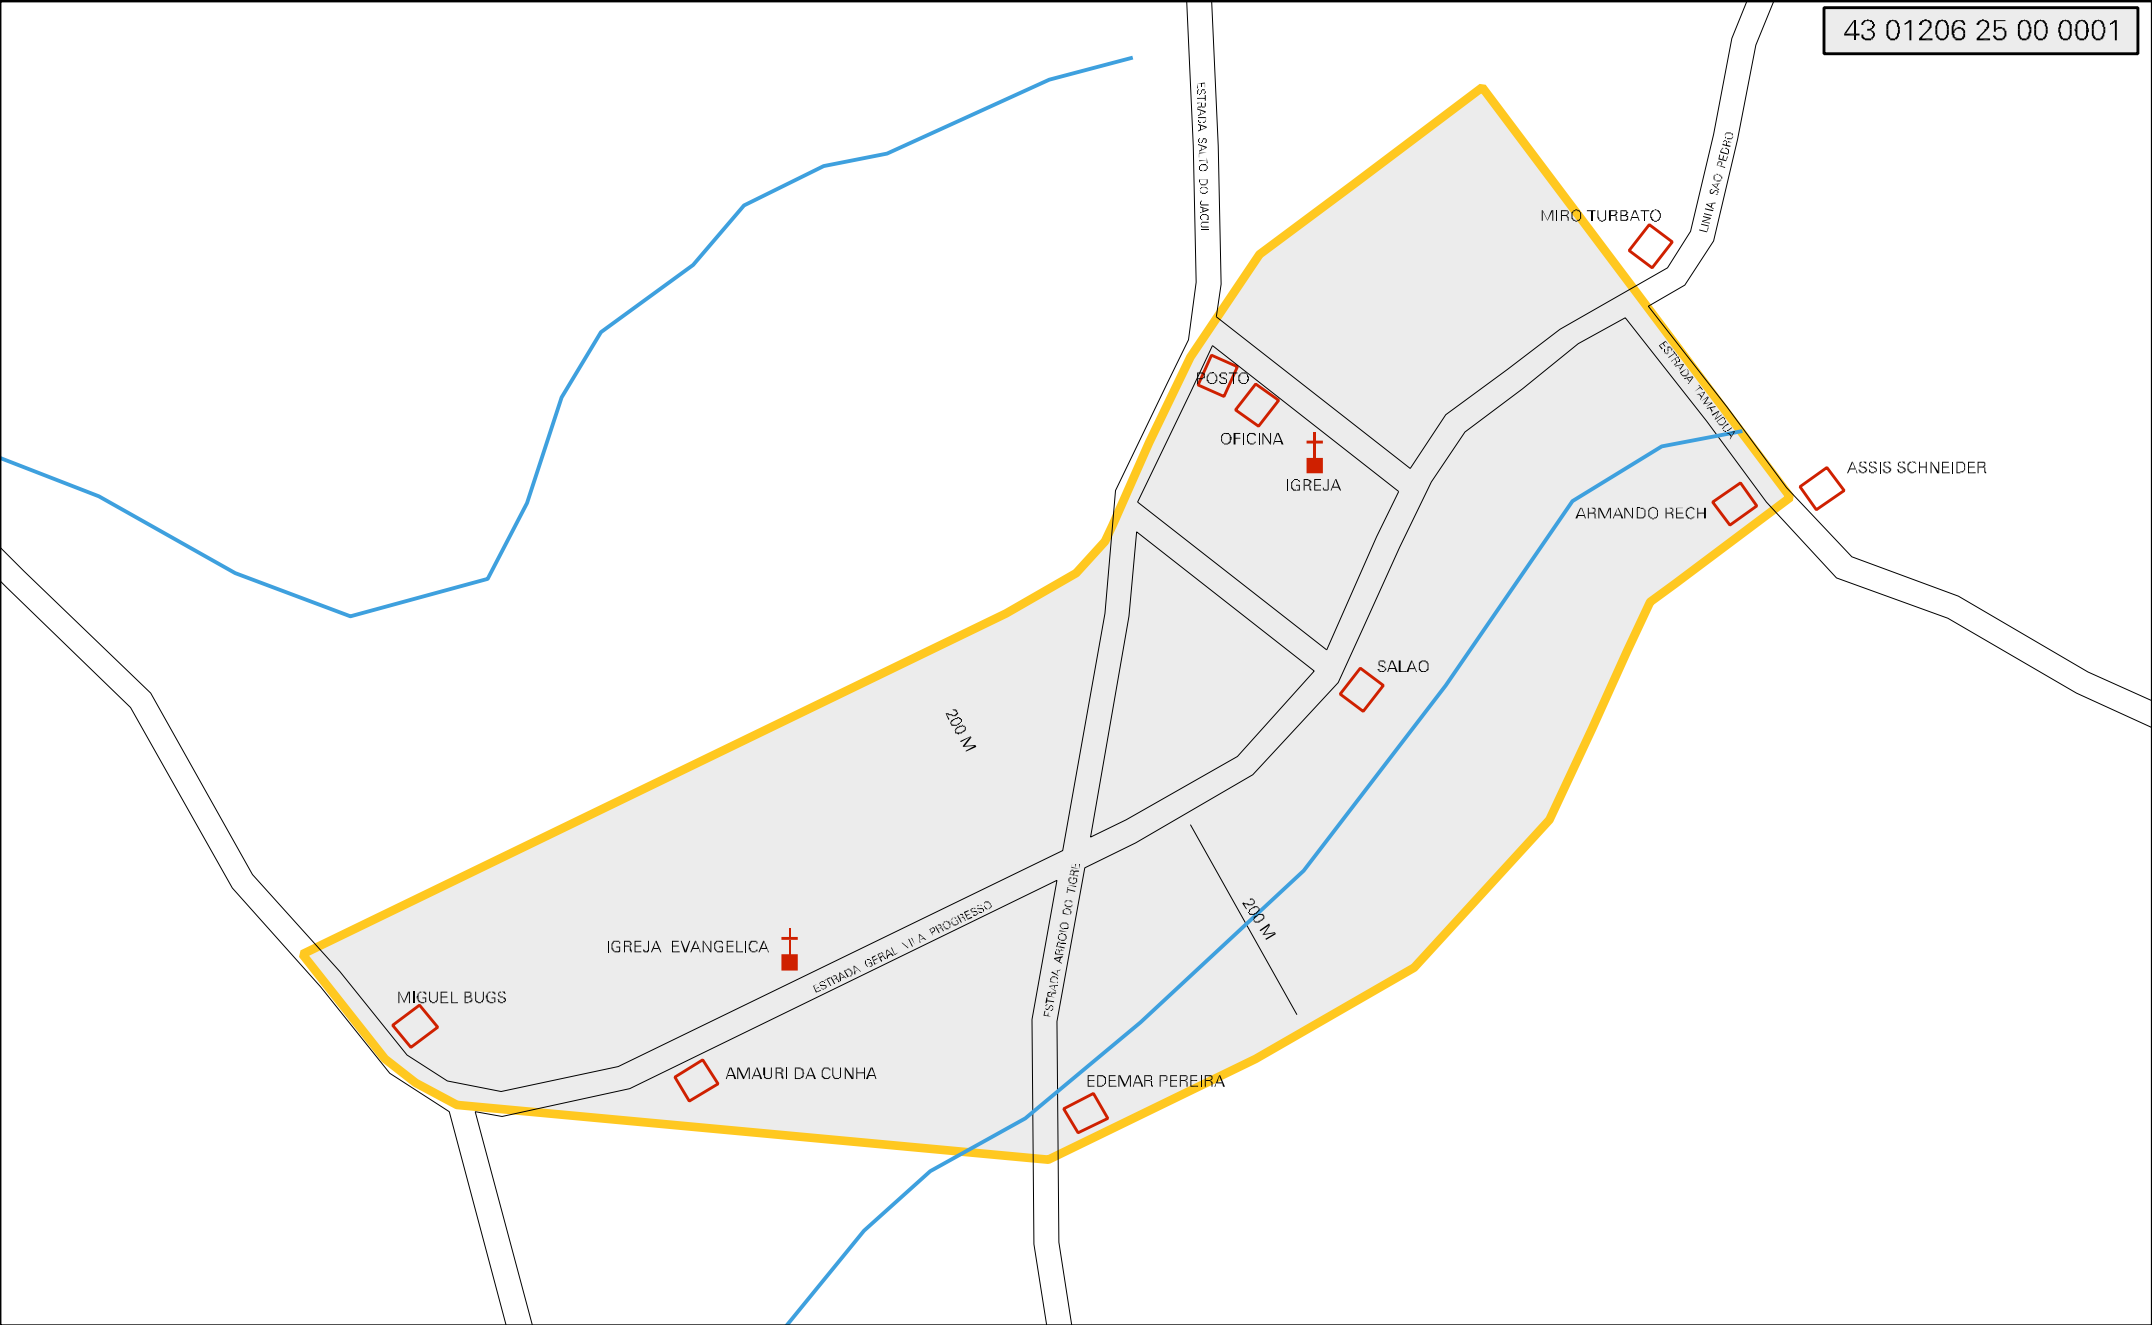 43 01206 25 00 0001
ESTRADA SALTO DO JACUI
LINHA SAO PEDRO
MIRO TURBATO
ESTRADA TAMANDUA
POSTO
OFICINA
IGREJA
ASSIS SCHNEIDER
ARMANDO RECH
SALAO
200 M
200 M
ESTRADA ARROIO DO TIGRE
ESTRADA GERAL VILA PROGRESSO
IGREJA EVANGELICA
MIGUEL BUGS
AMAURI DA CUNHA
EDEMAR PEREIRA